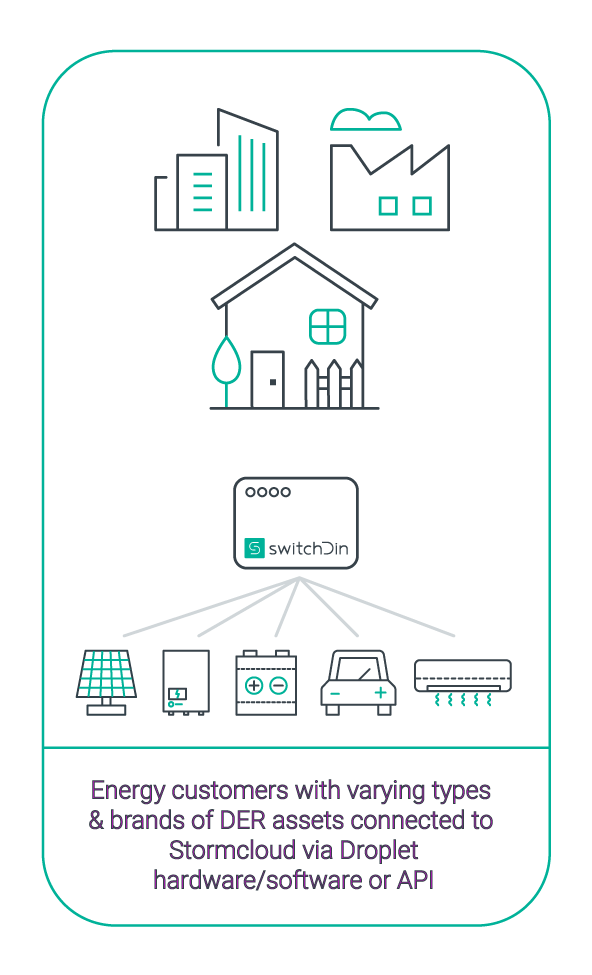 switchDin
Energy customers with varying types
& brands of DER assets connected to
Stormcloud via Droplet
hardware/software or API